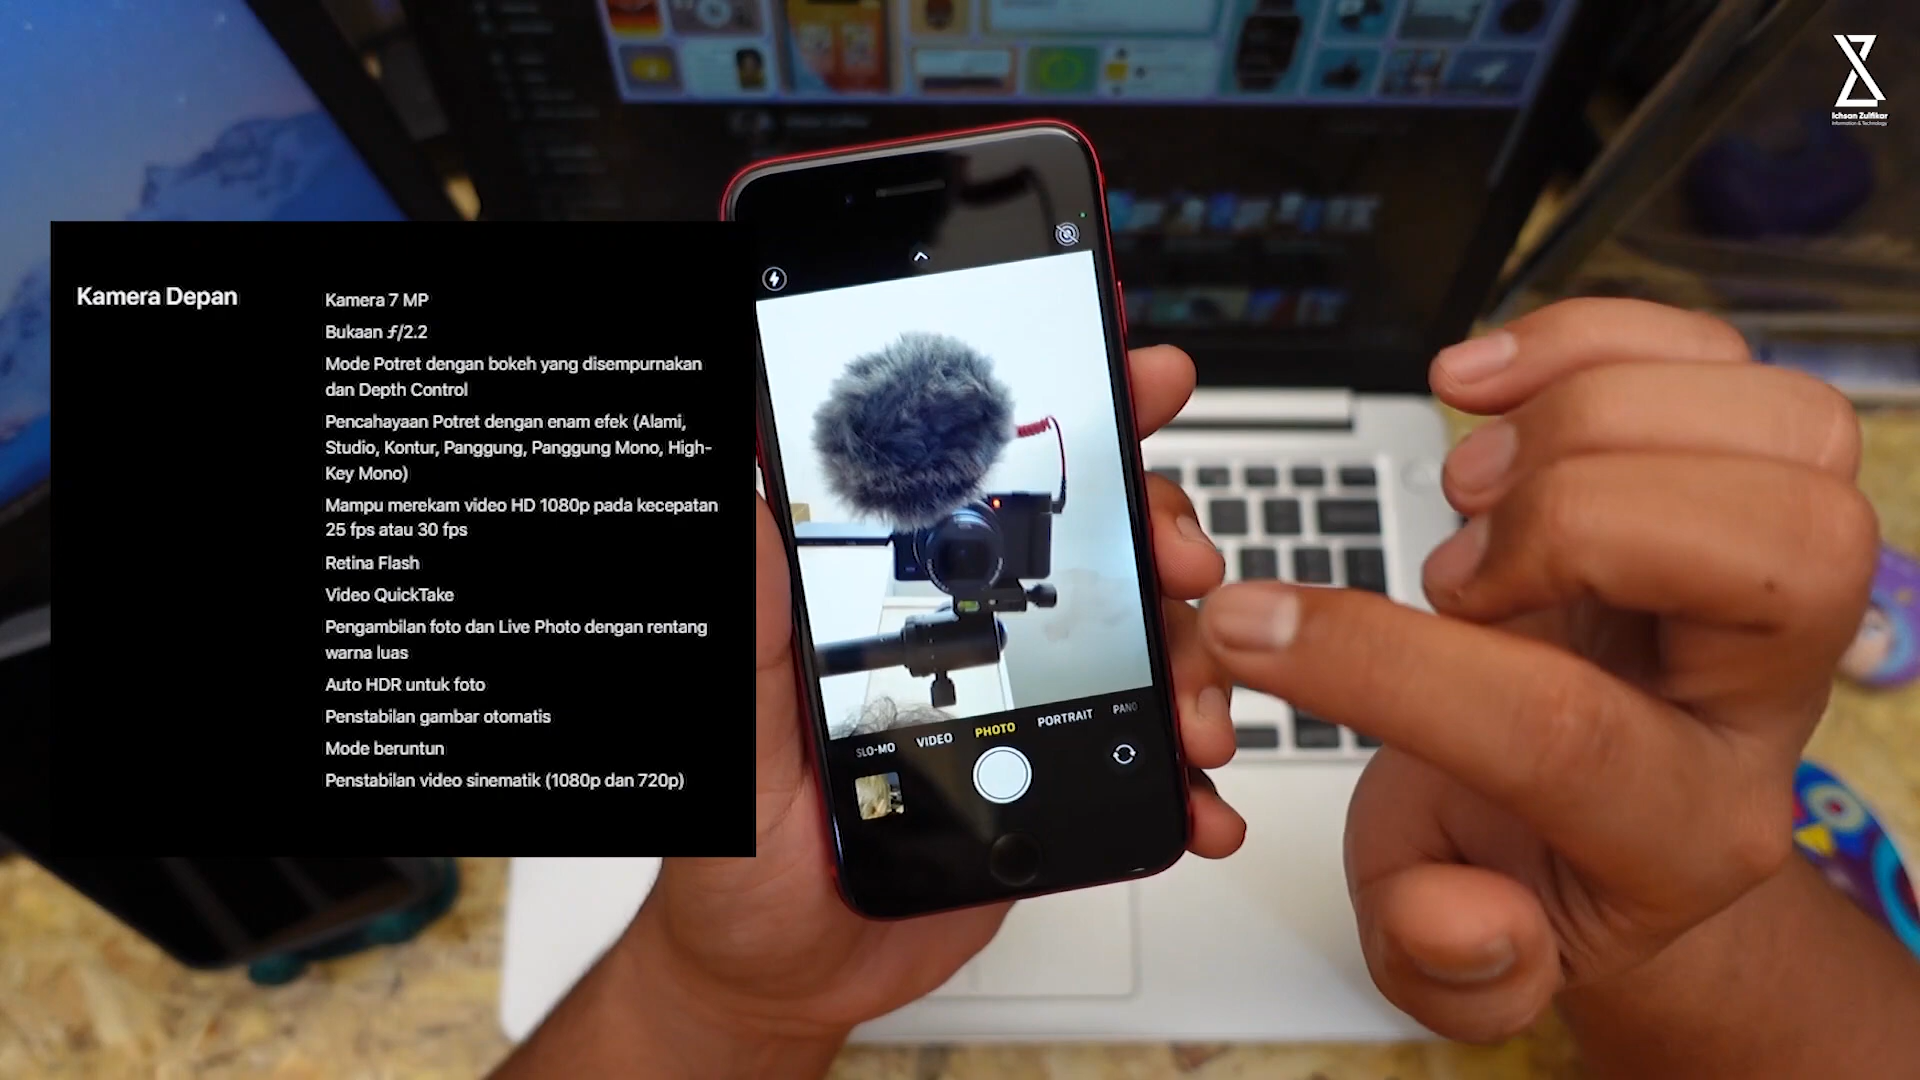 Ichsan Zulfikar
Information & Technology
Kamera Depan
Kamera 7 MP
Bukaan ƒ/2.2
Mode Potret dengan bokeh yang disempurnakan
dan Depth Control
Pencahayaan Potret dengan enam efek (Alami,
Studio, Kontur, Panggung, Panggung Mono, High-
Key Mono)
Mampu merekam video HD 1080p pada kecepatan
25 fps atau 30 fps
Retina Flash
Video QuickTake
Pengambilan foto dan Live Photo dengan rentang
warna luas
Auto HDR untuk foto
Penstabilan gambar otomatis
Mode beruntun
Penstabilan video sinematik (1080p dan 720p)
SLO-MO VIDEO PHOTO PORTRAIT PANO